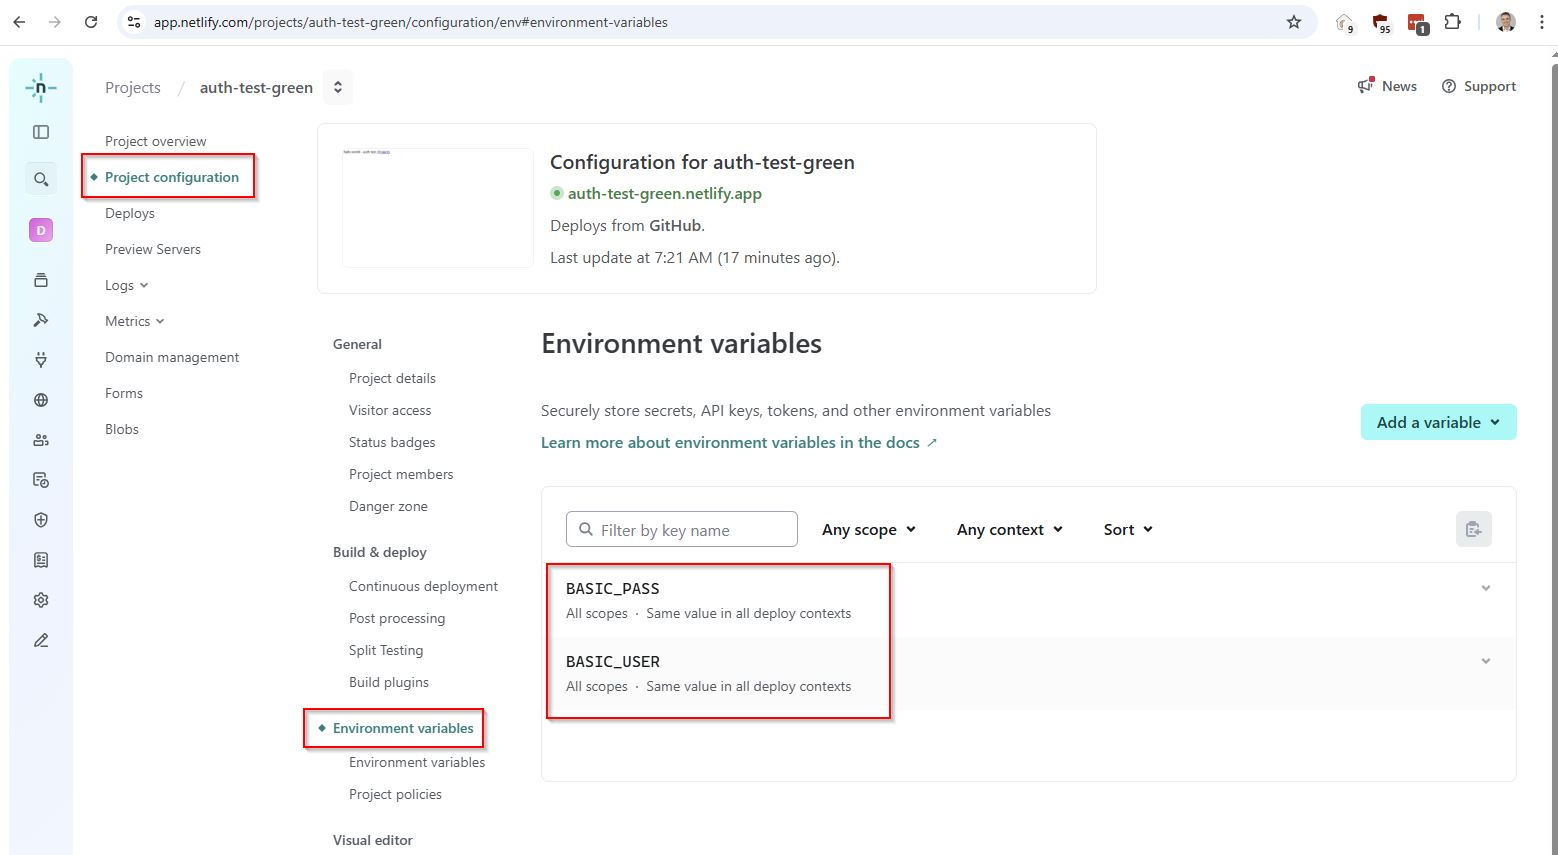 app.netlify.com/projects/auth-test-green/configuration/env#environment-variables
9
95
1
n
Projects / auth-test-green
News
Support
Project overview
Project configuration
Deploys
Preview Servers
Logs
Metrics
Domain management
Forms
Blobs
D
Configuration for auth-test-green
auth-test-green.netlify.app
Deploys from GitHub.
Last update at 7:21 AM (17 minutes ago).
General
Project details
Visitor access
Status badges
Project members
Danger zone
Build & deploy
Continuous deployment
Post processing
Split Testing
Build plugins
Environment variables
Environment variables
Project policies
Visual editor
Environment variables
Securely store secrets, API keys, tokens, and other environment variables
Learn more about environment variables in the docs
Add a variable
Filter by key name
Any scope
Any context
Sort
BASIC_PASS
All scopes · Same value in all deploy contexts
BASIC_USER
All scopes · Same value in all deploy contexts